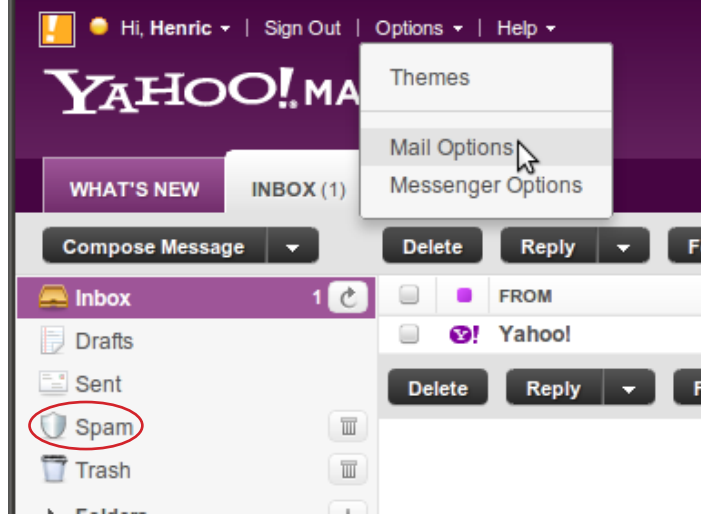 Hi, Henric | Sign Out | Options | Help
YAHOO! MA
Themes
Mail Options
Messenger Options
WHAT'S NEW INBOX (1)
Compose Message Delete Reply F
Inbox 1 FROM
Drafts Yahoo!
Sent Delete Reply F
Spam
Trash
Folders